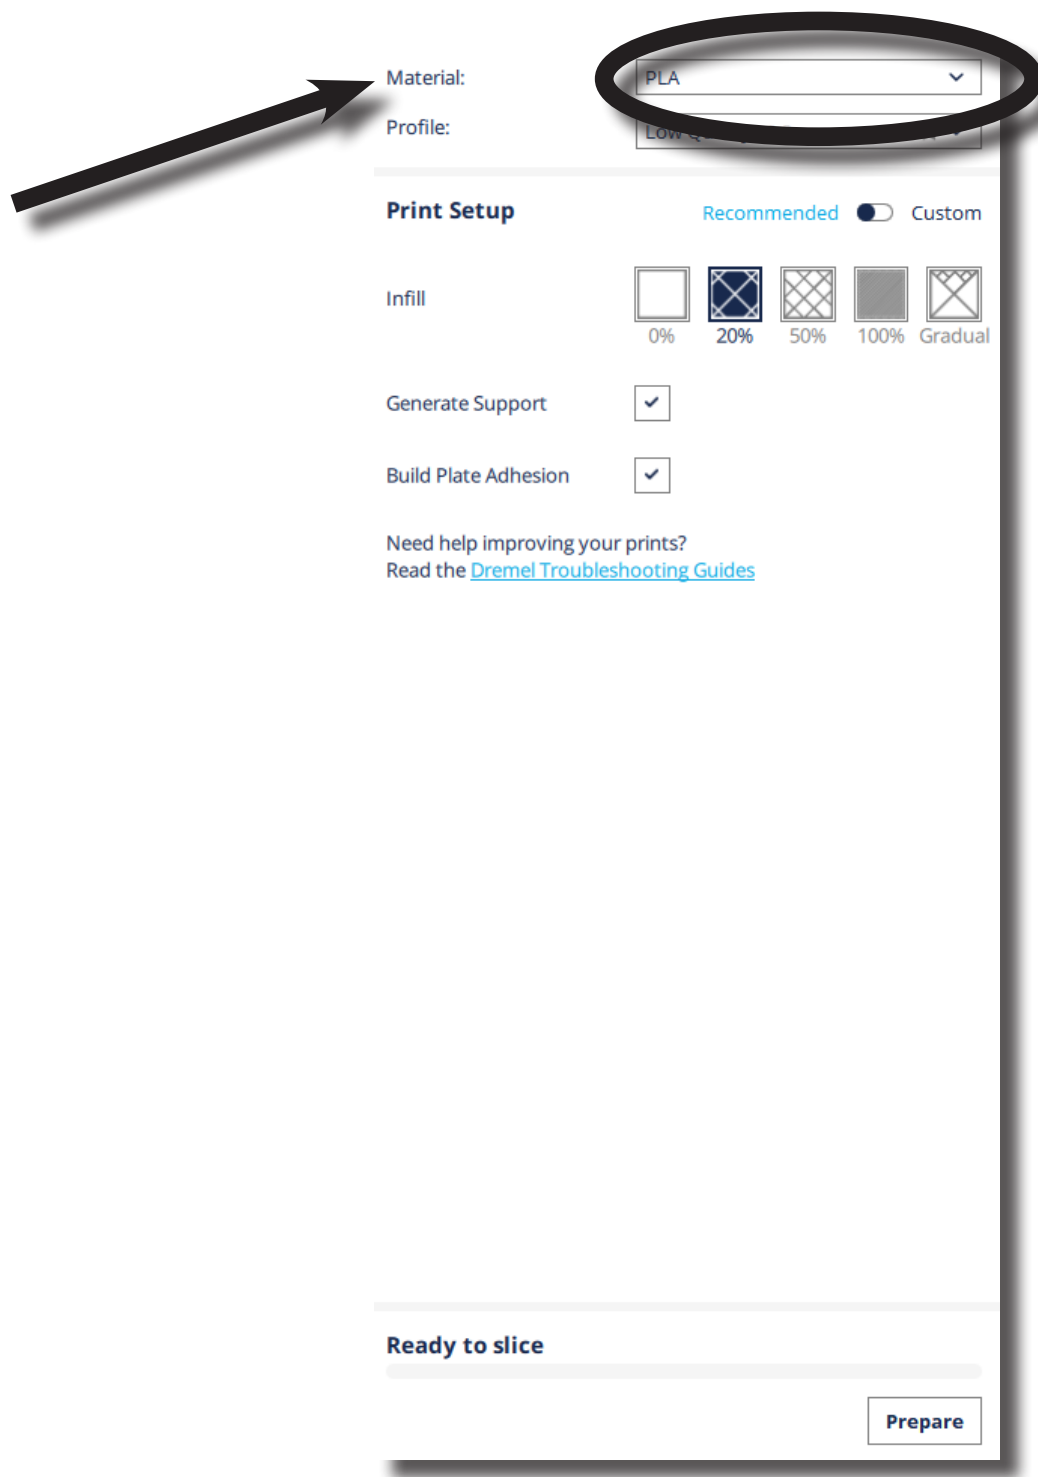 Material: PLA
Profile: Low
Print Setup Recommended Custom
Infill
0% 20% 50% 100% Gradual
Generate Support
Build Plate Adhesion
Need help improving your prints?
Read the Dremel Troubleshooting Guides
Ready to slice
Prepare